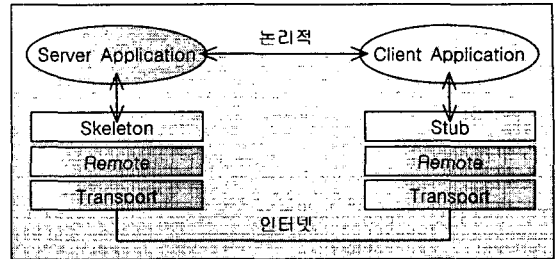 논리적
Server Application
Client Application
Skeleton
Stub
Remote
Remote
Transport
Transport
인터넷